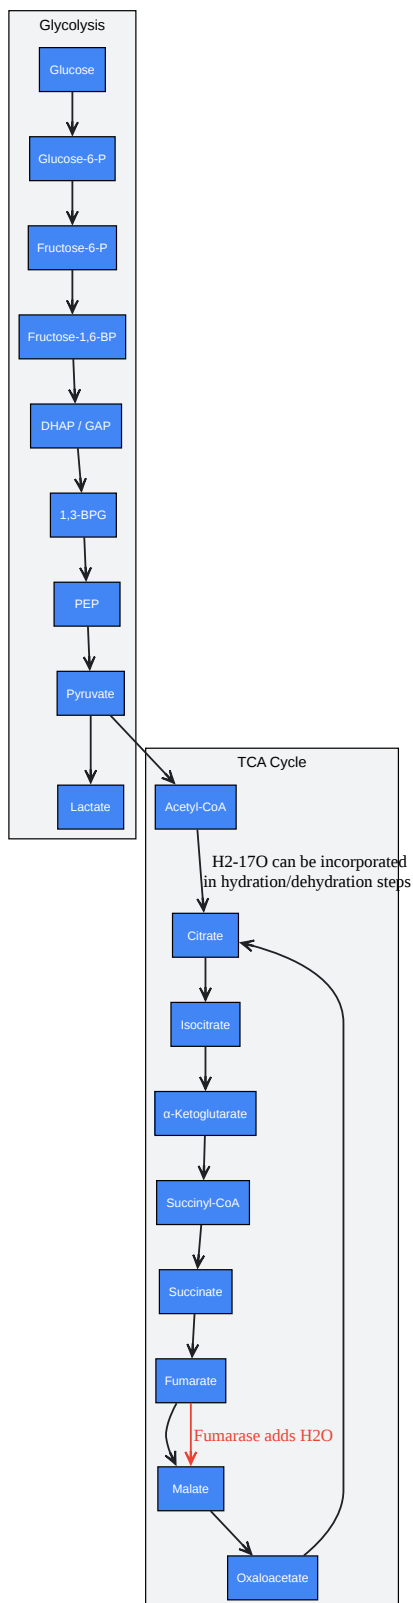 Glycolysis
Glucose
Glucose-6-P
Fructose-6-P
Fructose-1,6-BP
DHAP / GAP
1,3-BPG
PEP
Pyruvate
Lactate
TCA Cycle
Acetyl-CoA
H2-17O can be incorporated
in hydration/dehydration steps
Citrate
Isocitrate
α-Ketoglutarate
Succinyl-CoA
Succinate
Fumarate
Fumarase adds H2O
Malate
Oxaloacetate